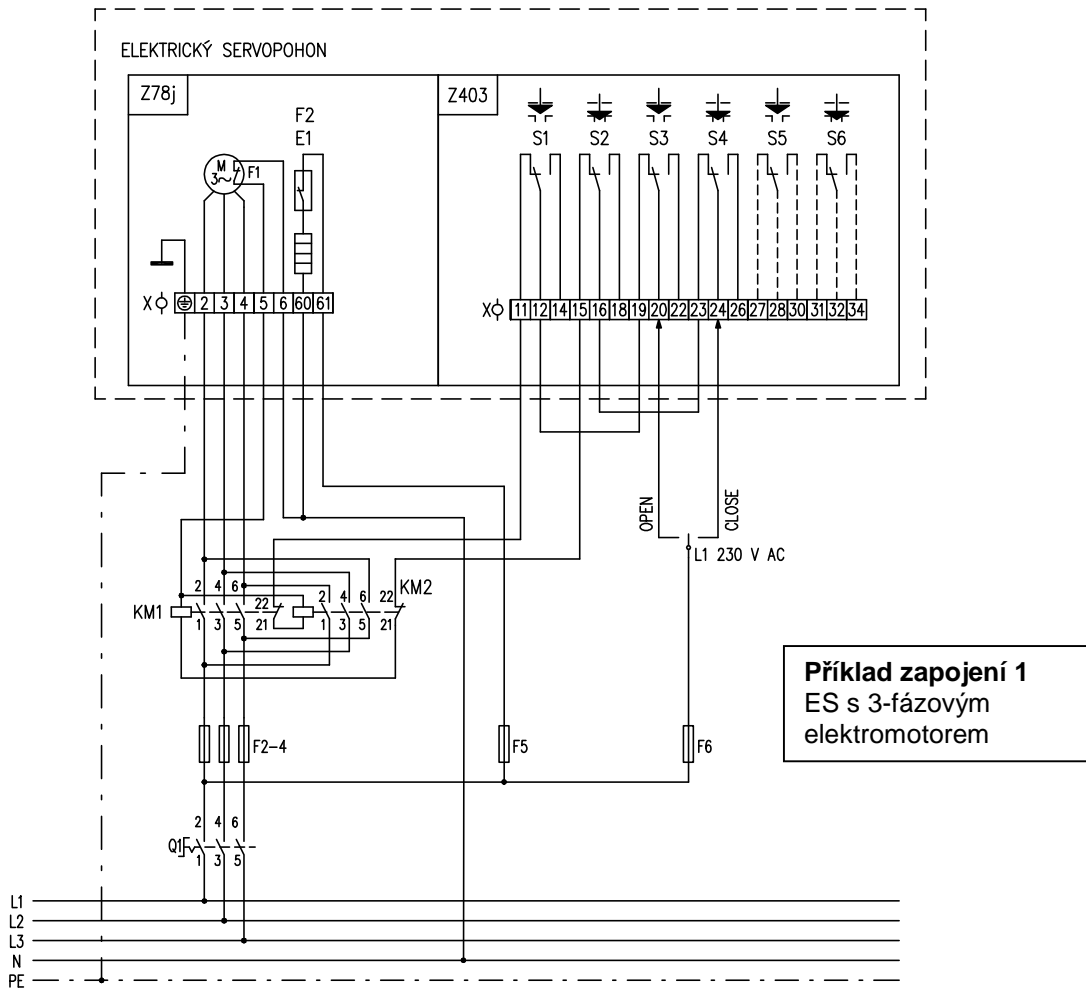 ELEKTRICKÝ SERVOPOHON
Z78j
Z403
F2
E1
S1 S2 S3 S4 S5 S6
M
3~
F1
X 2 3 4 5 6 60 61
X 11 12 14 15 16 18 19 20 22 23 24 26 27 28 30 31 32 34
OPEN
CLOSE
L1 230 V AC
2 4 6 22 2 4 6 22 KM2
KM1
1 3 5 21 1 3 5 21
Příklad zapojení 1
ES s 3-fázovým
elektromotorem
F2-4
F5
F6
2 4 6
Q1
1 3 5
L1
L2
L3
N
PE